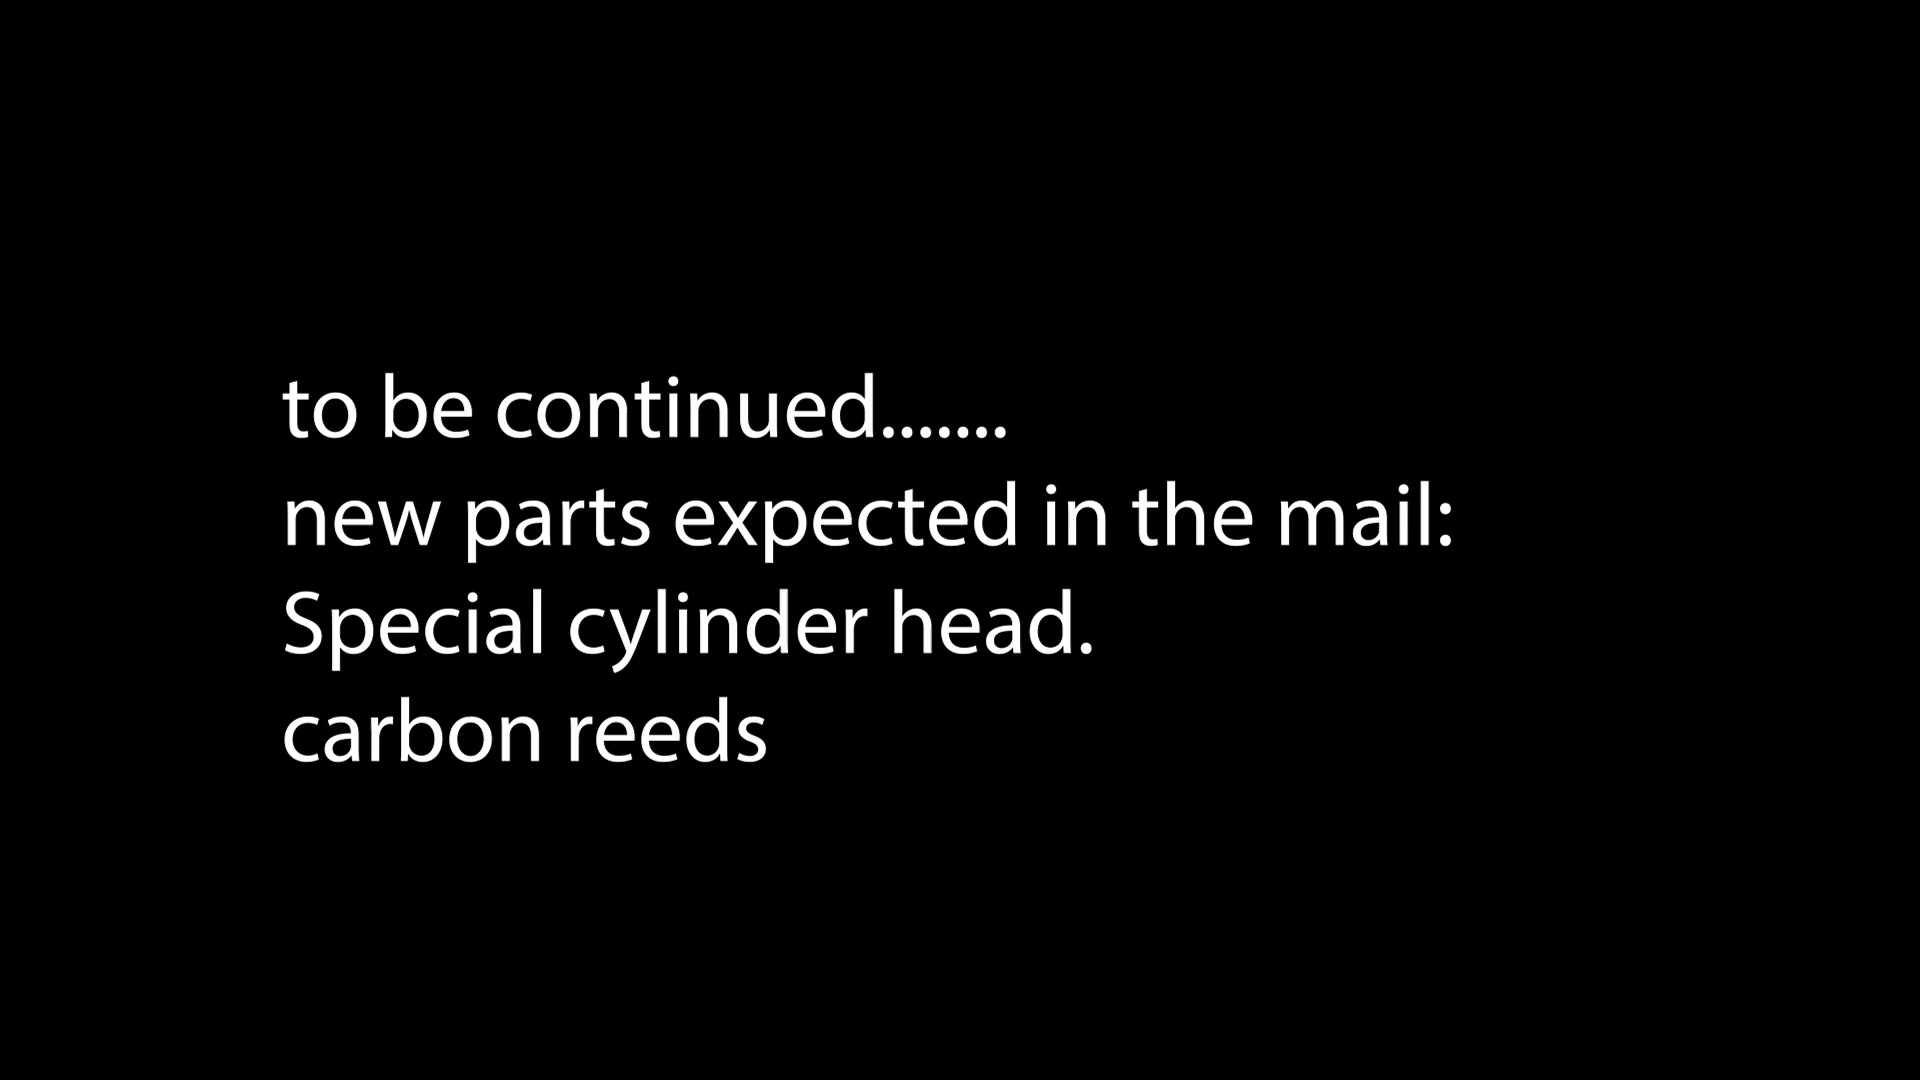 to be continued.......
new parts expected in the mail:
Special cylinder head.
carbon reeds